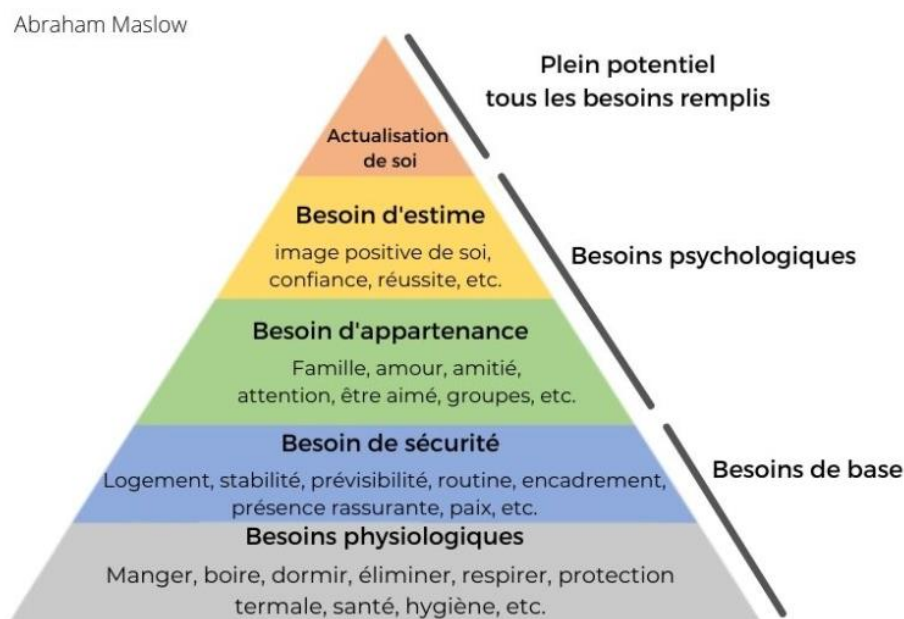 Abraham Maslow
Plein potentiel
tous les besoins remplis
Actualisation
de soi
Besoin d'estime
image positive de soi,
confiance, réussite, etc.
Besoins psychologiques
Besoin d'appartenance
Famille, amour, amitié,
attention, être aimé, groupes, etc.
Besoin de sécurité
Logement, stabilité, prévisibilité, routine, encadrement,
présence rassurante, paix, etc.
Besoins de base
Besoins physiologiques
Manger, boire, dormir, éliminer, respirer, protection
termale, santé, hygiène, etc.